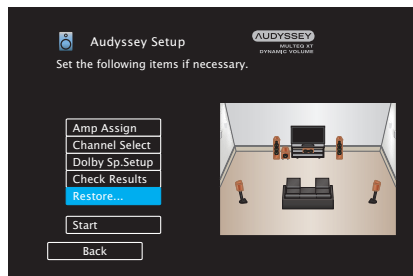 Audyssey Setup
AUDYSSEY
MULTEQ XT
DYNAMIC VOLUME
Set the following items if necessary.
Amp Assign
Channel Select
Dolby Sp.Setup
Check Results
Restore...
Start
Back